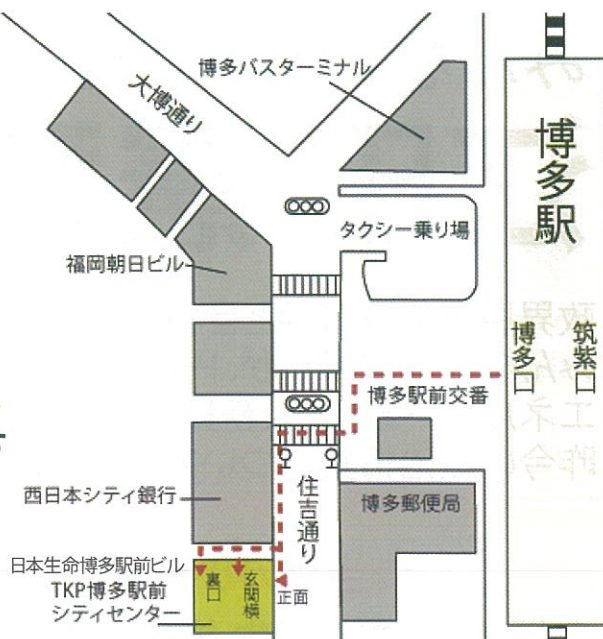 博多バスターミナル
大博通り
博多駅
タクシー乗り場
福岡朝日ビル
博多口
筑紫口
博多駅前交番
西日本シティ銀行
住吉通り
博多郵便局
日本生命博多駅前ビル
TKP博多駅前
シティセンター
裏口
玄関横
正面